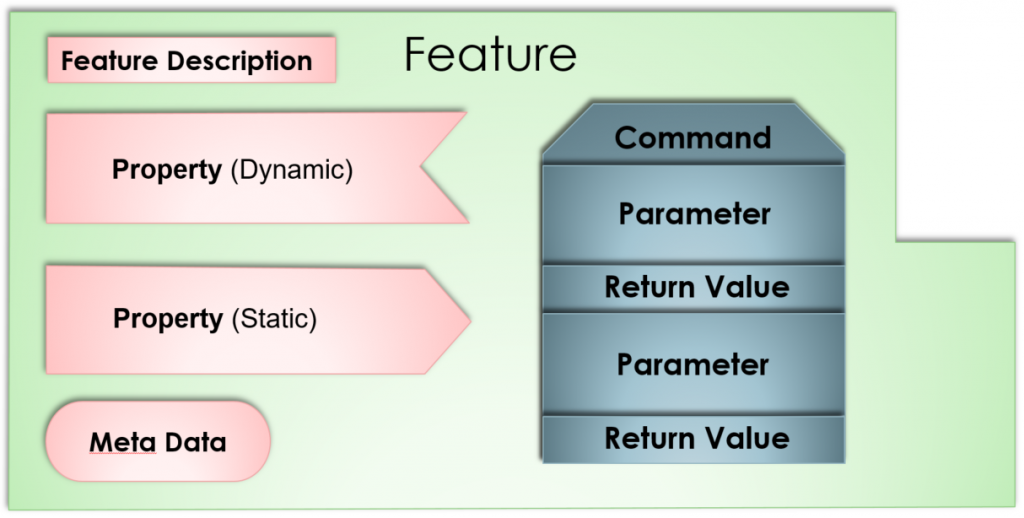 Feature Description
Feature
Property (Dynamic)
Property (Static)
Meta Data
Command
Parameter
Return Value
Parameter
Return Value